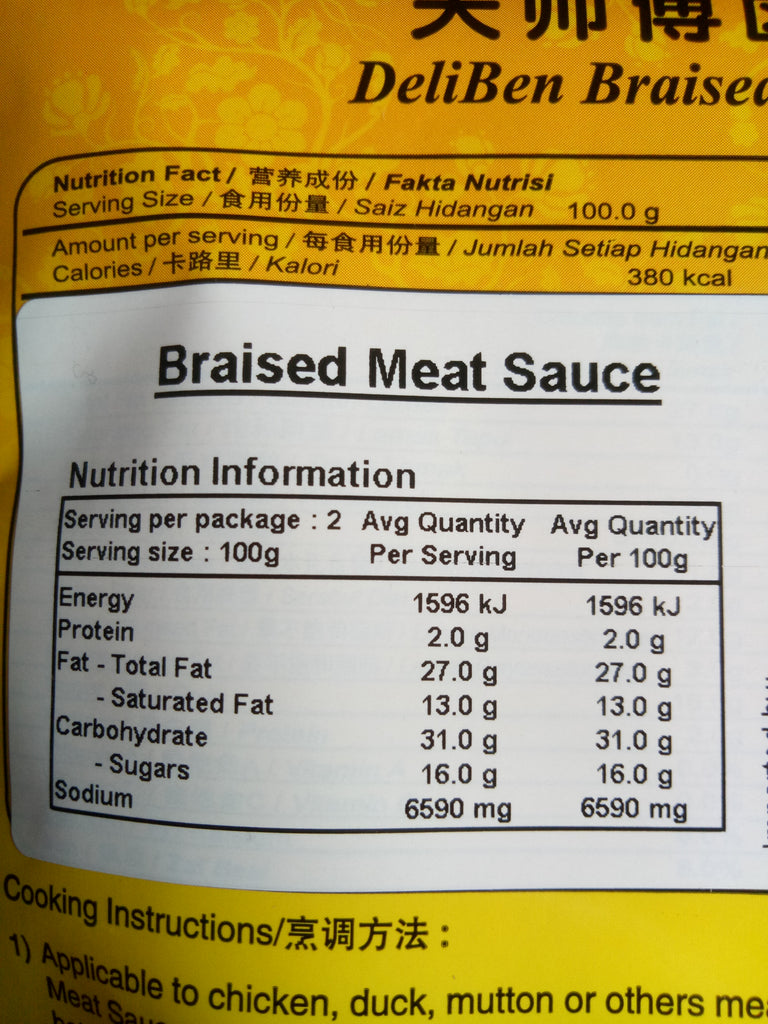 DeliBen Braised
Nutrition Fact / 营养成份 / Fakta Nutrisi
Serving Size / 食用份量 / Saiz Hidangan 100.0 g
Amount per serving / 每食用份量 / Jumlah Setiap Hidangan
Calories / 卡路里 / Kalori 380 kcal
Braised Meat Sauce
Nutrition Information
Serving per package : 2 Avg Quantity Avg Quantity
Serving size : 100g Per Serving Per 100g
Energy 1596 kJ 1596 kJ
Protein 2.0 g 2.0 g
Fat - Total Fat 27.0 g 27.0 g
- Saturated Fat 13.0 g 13.0 g
Carbohydrate 31.0 g 31.0 g
- Sugars 16.0 g 16.0 g
Sodium 6590 mg 6590 mg
Cooking Instructions/烹调方法：
1) Applicable to chicken, duck, mutton or others
Meat